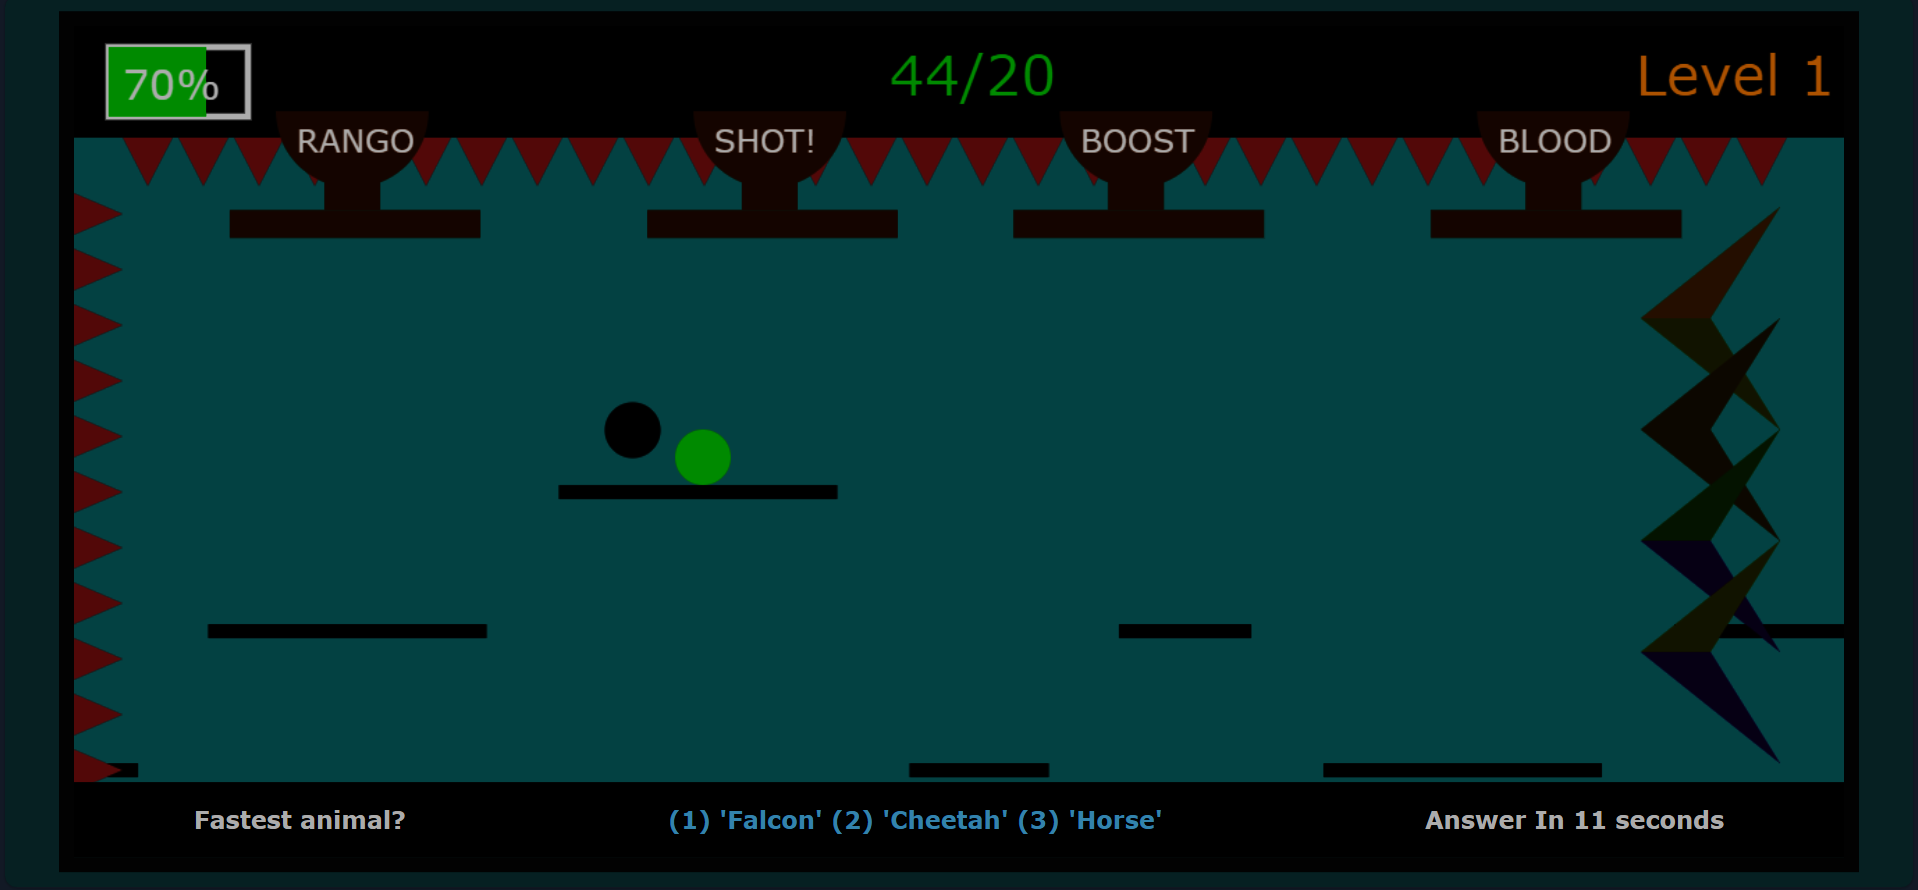 70%
44/20
Level 1
RANGO
SHOT!
BOOST
BLOOD
Fastest animal?
(1) 'Falcon' (2) 'Cheetah' (3) 'Horse'
Answer In 11 seconds